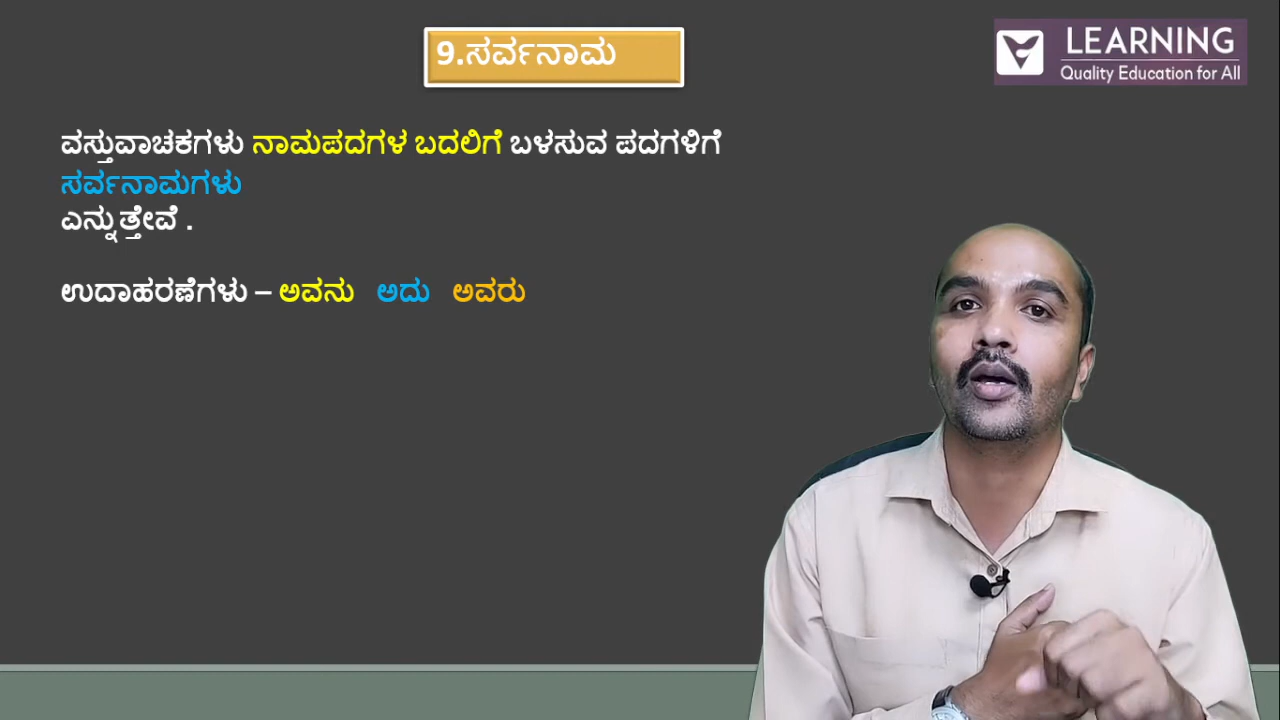 9.ಸರ್ವನಾಮ
LEARNING
Quality Education for All
ವಸ್ತುವಾಚಕಗಳು ನಾಮಪದಗಳ ಬದಲಿಗೆ ಬಳಸುವ ಪದಗಳಿಗೆ
ಸರ್ವನಾಮಗಳು
ಎನ್ನುತ್ತೇವೆ .
ಉದಾಹರಣೆಗಳು – ಅವನು ಅದು ಅವರು